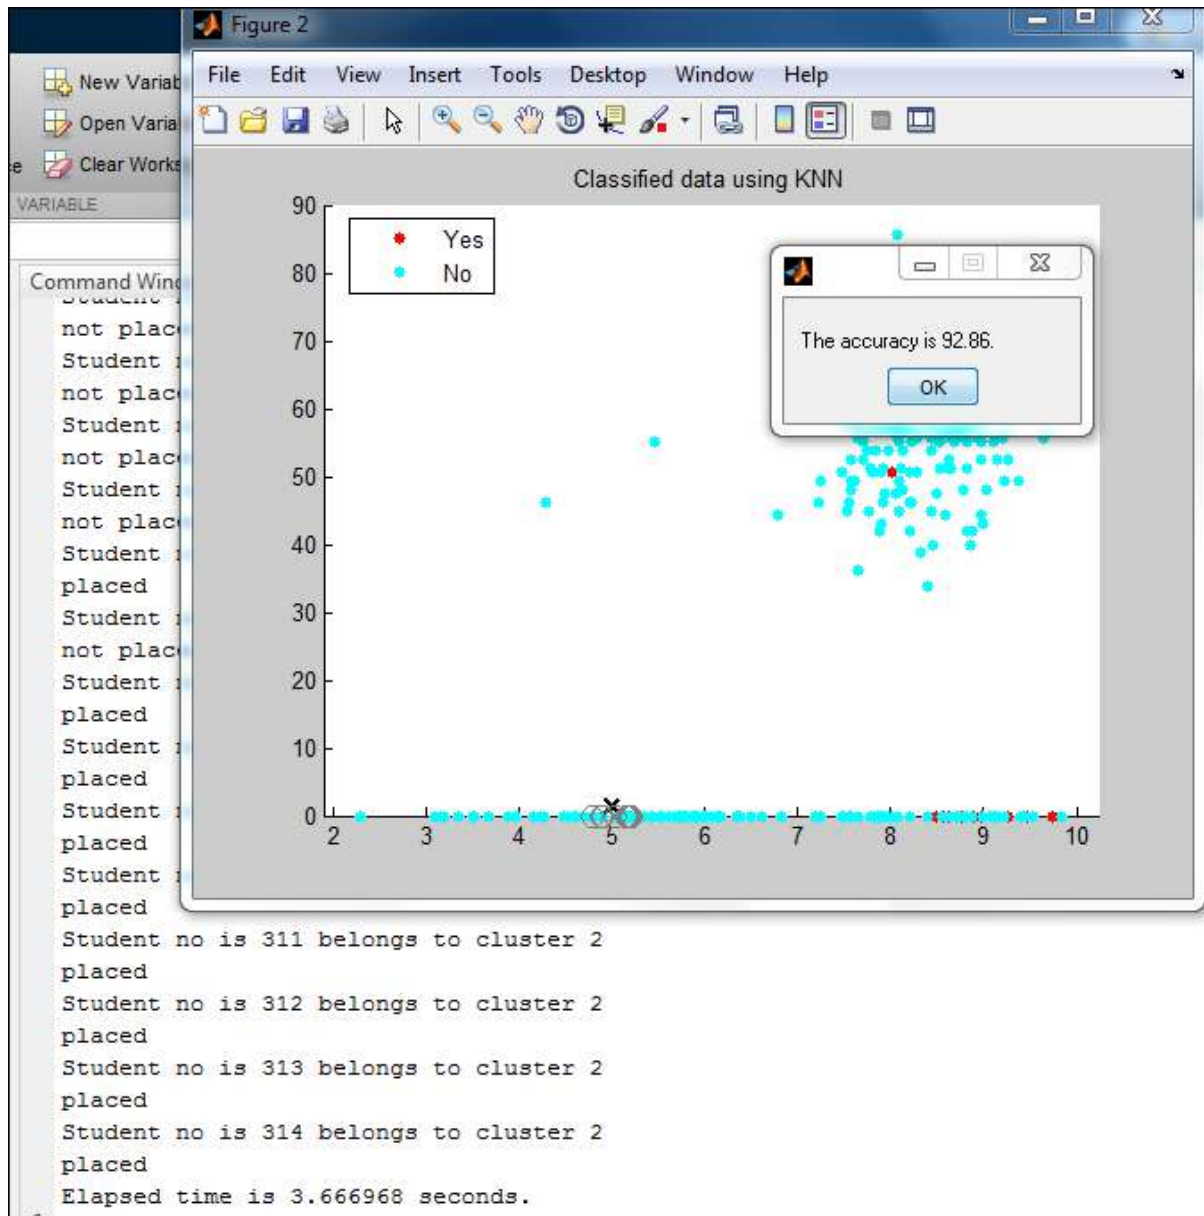 Figure 2
New Variab
File Edit View Insert Tools Desktop Window Help
Open Varia
Clear Works
VARIABLE
Classified data using KNN
90
80
70
60
50
40
30
20
10
0
2 3 4 5 6 7 8 9 10
Yes
No
The accuracy is 92.86.
OK
Command Wind
not plac
Student
not plac
Student
not plac
Student
not plac
Student
placed
Student
not plac
Student
placed
Student
placed
Student
placed
Student
placed
Student no is 311 belongs to cluster 2
placed
Student no is 312 belongs to cluster 2
placed
Student no is 313 belongs to cluster 2
placed
Student no is 314 belongs to cluster 2
placed
Elapsed time is 3.666968 seconds.